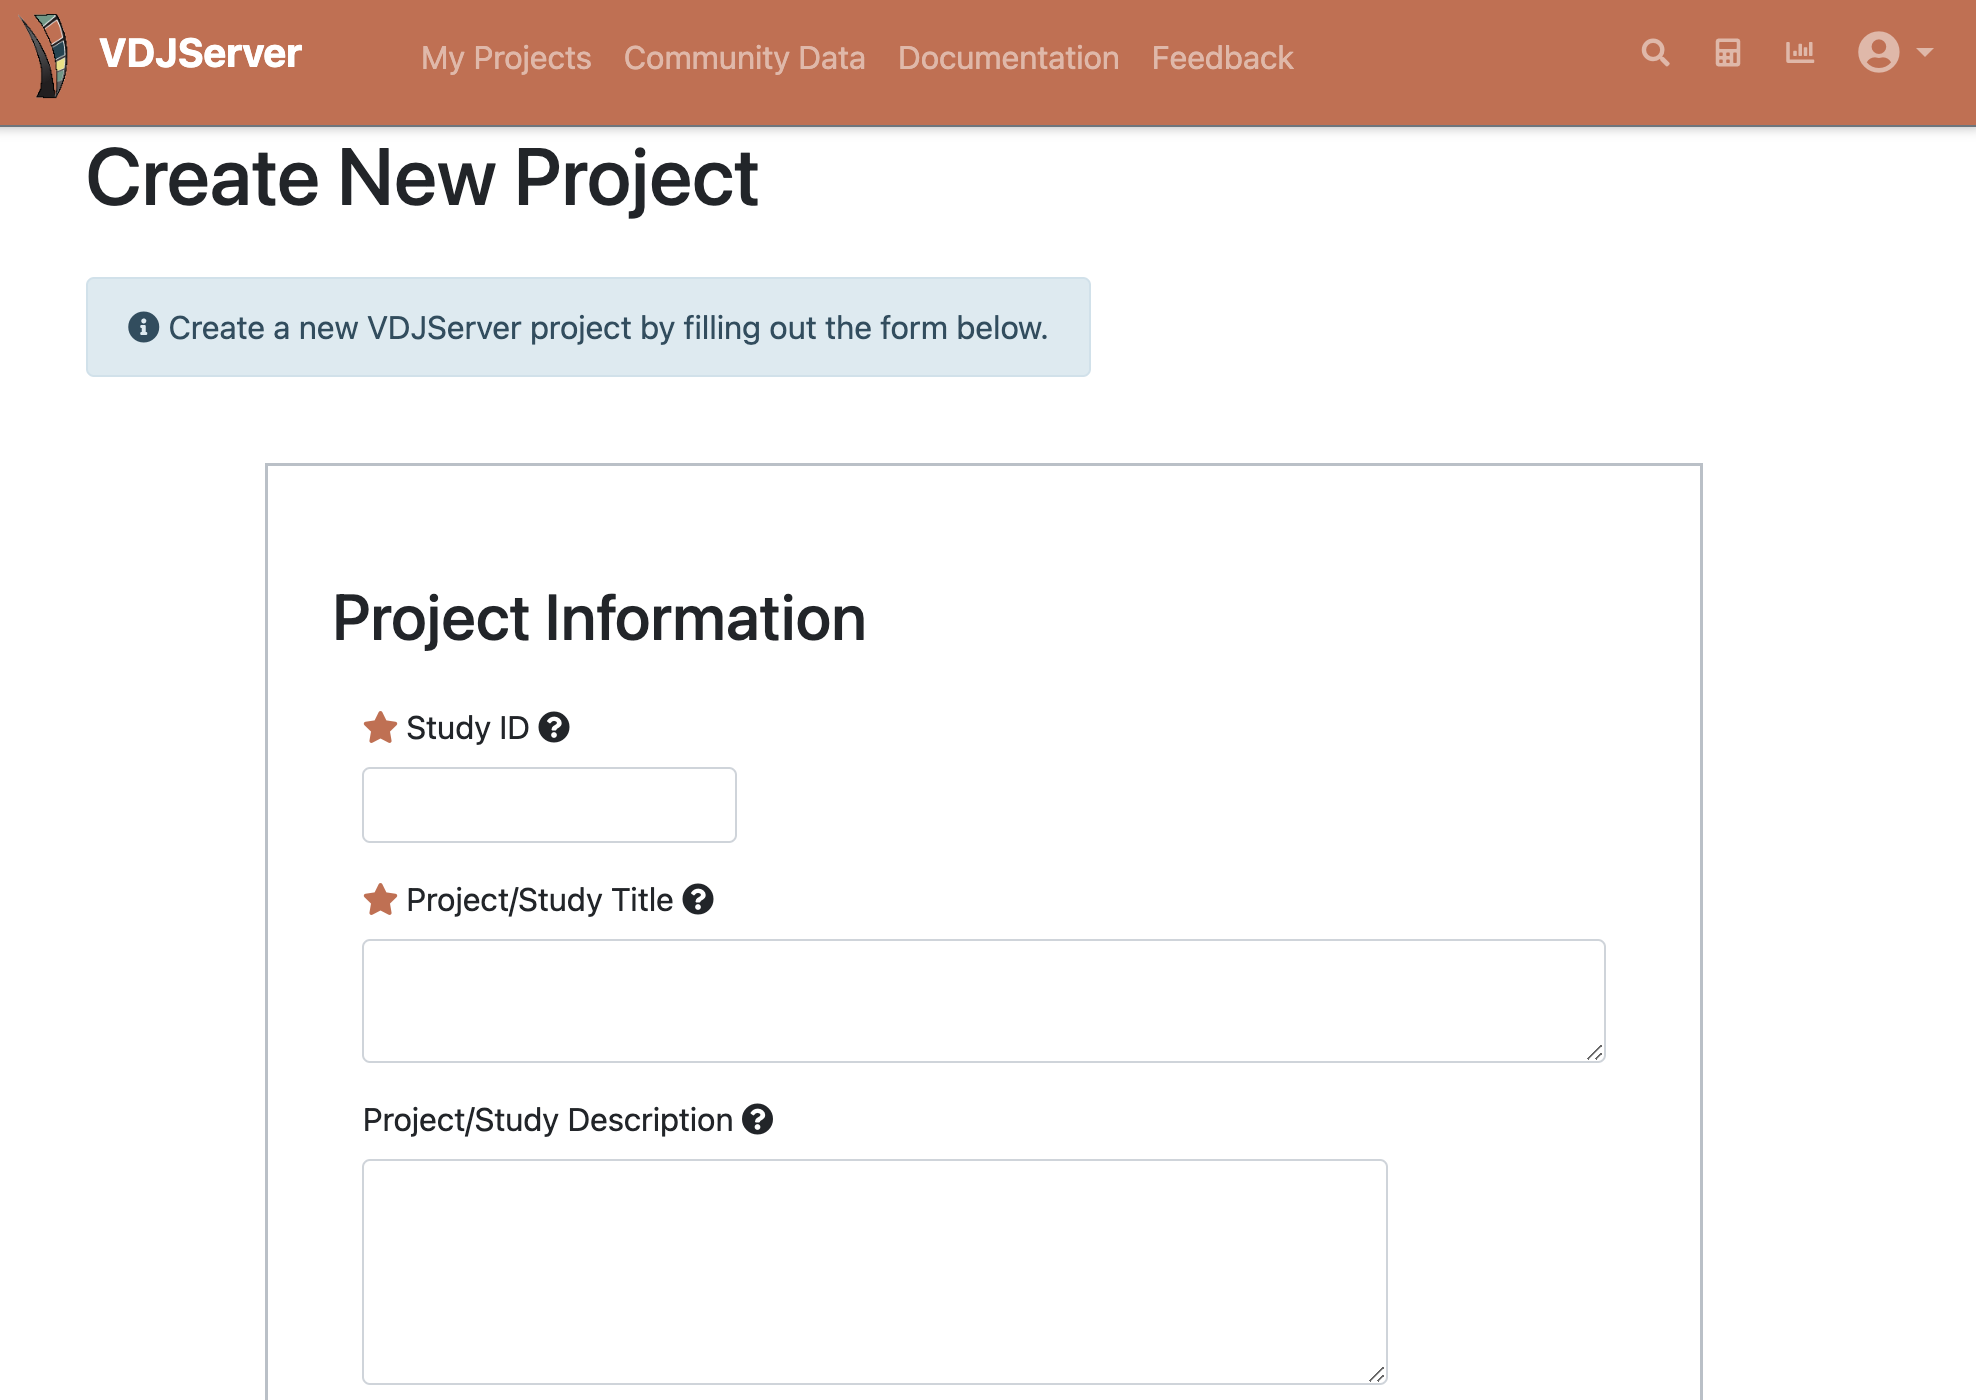 VDJServer
My Projects Community Data Documentation Feedback
Create New Project
Create a new VDJServer project by filling out the form below.
Project Information
Study ID
Project/Study Title
Project/Study Description